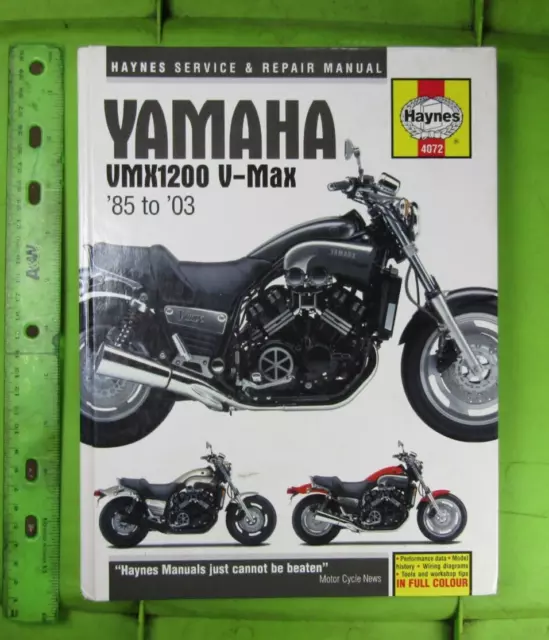 HAYNES SERVICE & REPAIR MANUAL
YAMAHA
VMX1200 V-Max
'85 to '03
Haynes
4072
YAMAHA
A&W
"Haynes Manuals just cannot be beaten"
Motor Cycle News
• Performance data • Model
history • Wiring diagrams
• Tools and workshop tips
IN FULL COLOUR